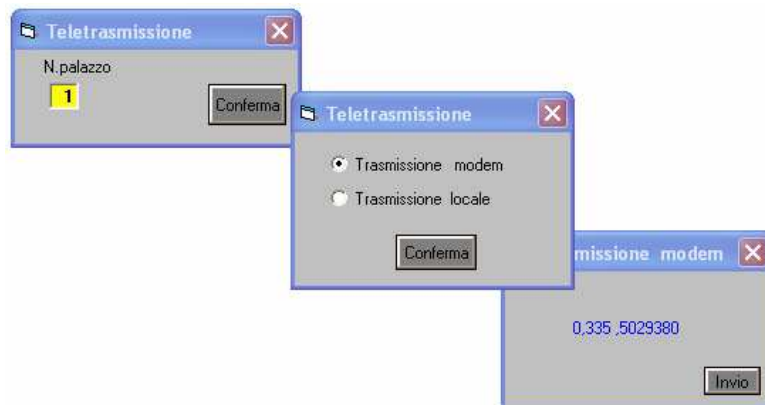 Teletrasmissione
N.palazzo
1
Conferma
Teletrasmissione
Trasmissione modem
Trasmissione locale
Conferma
missione modem
0,335 ,5029380
Invio